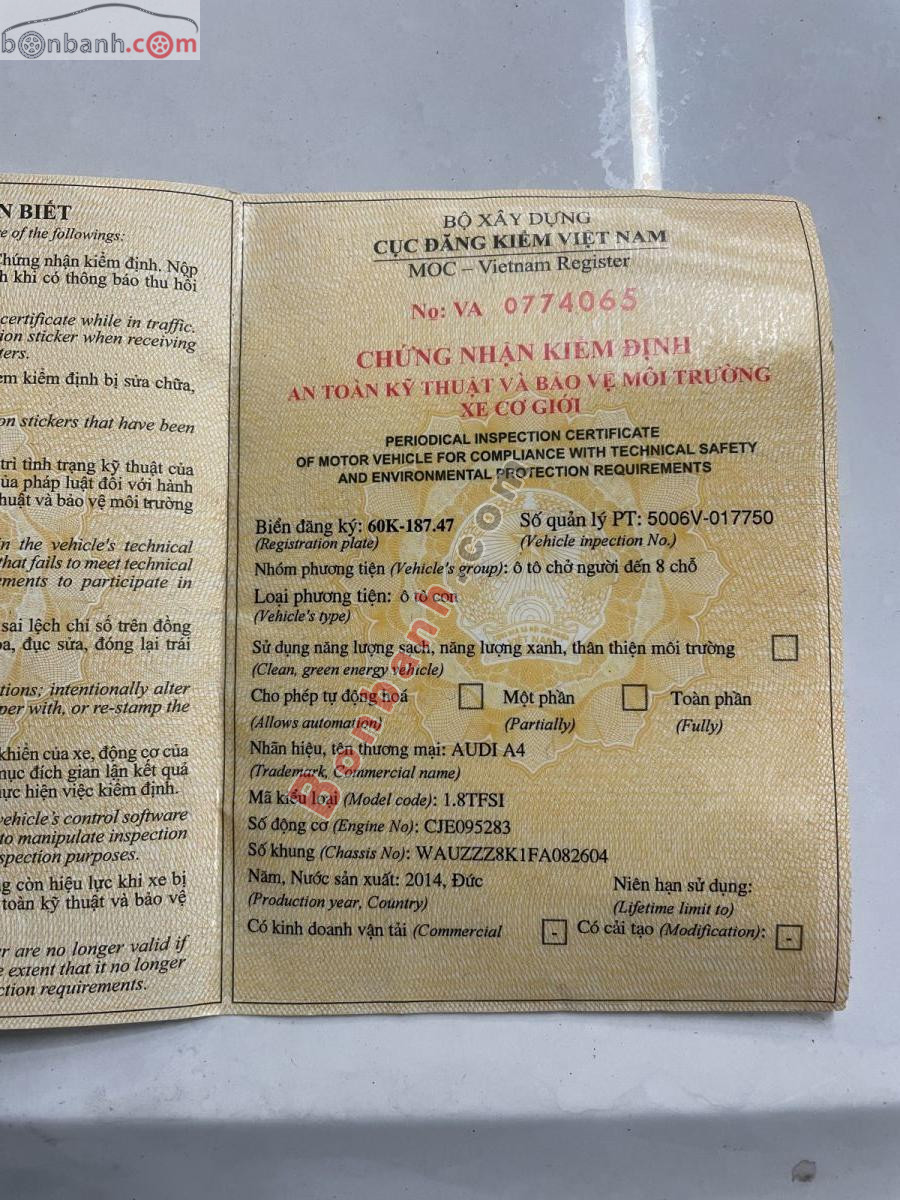 bonbanh.com
N BIẾT
e of the followings:
Chứng nhận kiểm định. Nộp
h khi có thông báo thu hồi
certificate while in traffic.
ion sticker when receiving
ters.
em kiểm định bị sửa chữa,
on stickers that have been
trì tình trạng kỹ thuật của
ủa pháp luật đối với hành
huật và bảo vệ môi trường
in the vehicle's technical
that fails to meet technical
ements to participate in
sai lệch chỉ số trên đồng
oa, đục sửa, đóng lại trái
tions; intentionally alter
per with, or re-stamp the
khiển của xe, động cơ của
mục đích gian lận kết quả
hực hiện việc kiểm định.
vehicle's control software
to manipulate inspection
spection purposes.
g còn hiệu lực khi xe bị
toàn kỹ thuật và bảo vệ
er are no longer valid if
e extent that it no longer
ction requirements.
BỘ XÂY DỰNG
CỤC ĐĂNG KIỂM VIỆT NAM
MOC – Vietnam Register
No: VA 0774065
CHỨNG NHẬN KIỂM ĐỊNH
AN TOÀN KỸ THUẬT VÀ BẢO VỆ MÔI TRƯỜNG
XE CƠ GIỚI
PERIODICAL INSPECTION CERTIFICATE
OF MOTOR VEHICLE FOR COMPLIANCE WITH TECHNICAL SAFETY
AND ENVIRONMENTAL PROTECTION REQUIREMENTS
Biển đăng ký: 60K-187.47 Số quản lý PT: 5006V-017750
(Registration plate) (Vehicle inpection No.)
Nhóm phương tiện (Vehicle's group): ô tô chở người đến 8 chỗ
Loại phương tiện: ô tô con
(Vehicle's type)
Sử dụng năng lượng sạch, năng lượng xanh, thân thiện môi trường
(Clean, green energy vehicle)
Cho phép tự động hoá Một phần Toàn phần
(Allows automation) (Partially) (Fully)
Nhãn hiệu, tên thương mại: AUDI A4
(Trademark, Commercial name)
Mã kiểu loại (Model code): 1.8TFSI
Số động cơ (Engine No): CJE095283
Số khung (Chassis No): WAUZZZ8K1FA082604
Năm, Nước sản xuất: 2014, Đức Niên hạn sử dụng:
(Production year, Country) (Lifetime limit to)
Có kinh doanh vận tải (Commercial - Có cải tạo (Modification): -
Bonbanh.com